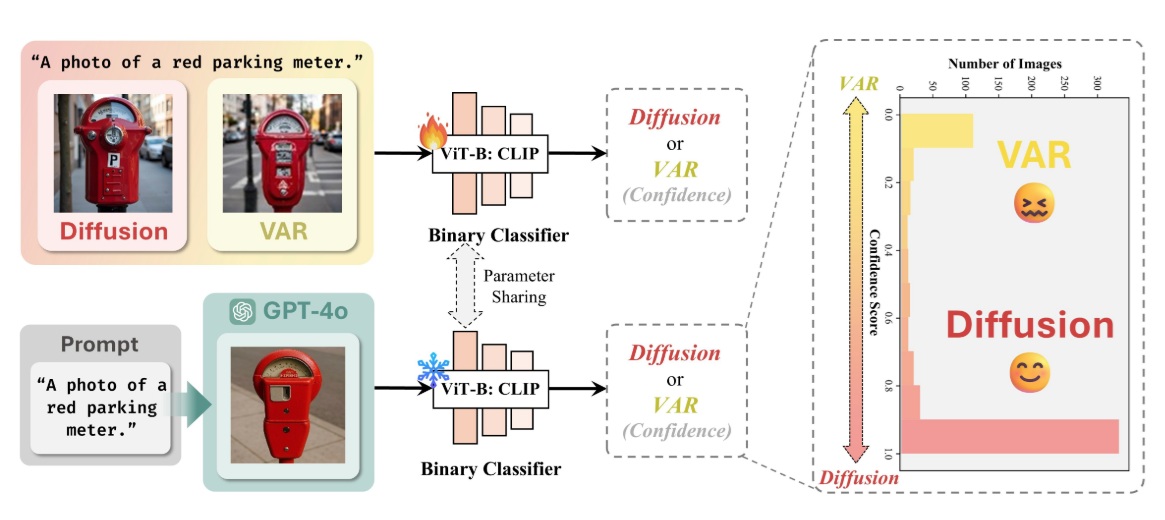 “A photo of a red parking meter.”
P
Diffusion
VAR
ViT-B: CLIP
Binary Classifier
Diffusion
or
VAR
(Confidence)
Parameter
Sharing
Prompt
“A photo of a
red parking
meter.”
GPT-4o
ViT-B: CLIP
Binary Classifier
Diffusion
or
VAR
(Confidence)
Number of Images
VAR
0
50
100
150
200
250
300
0.0
0.2
0.4
0.6
0.8
1.0
Confidence Score
VAR
Diffusion
Diffusion